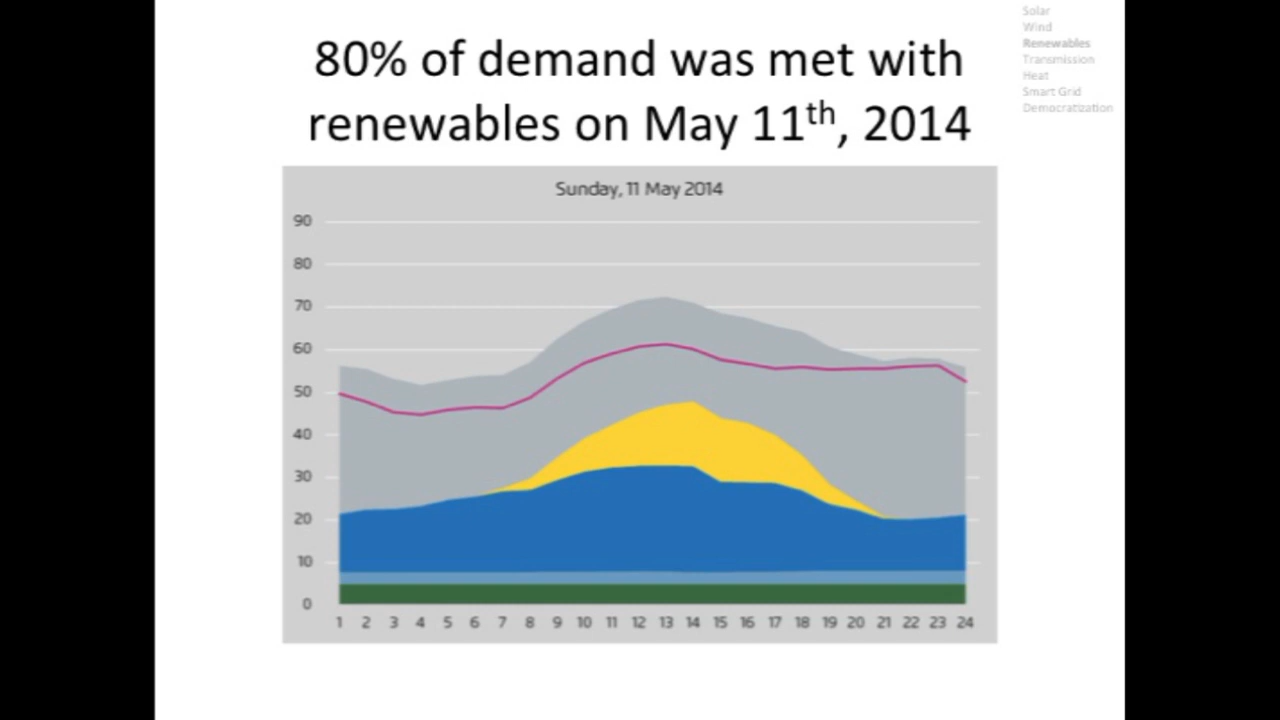 80% of demand was met with
renewables on May 11th, 2014
Solar
Wind
Renewables
Transmission
Heat
Smart Grid
Democratization
Sunday, 11 May 2014
90
80
70
60
50
40
30
20
10
0
1 2 3 4 5 6 7 8 9 10 11 12 13 14 15 16 17 18 19 20 21 22 23 24